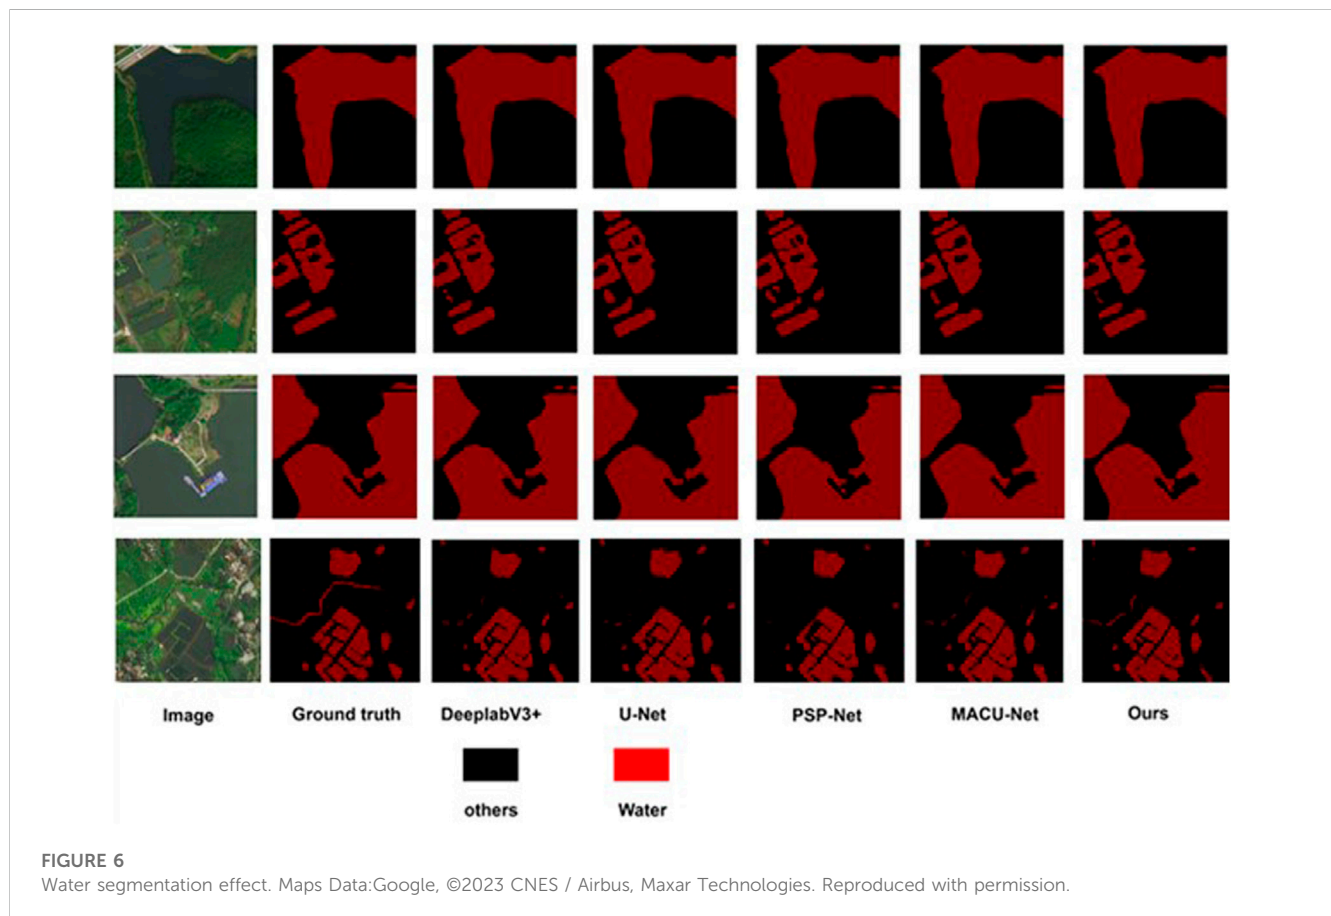 Image Ground truth DeeplabV3+ U-Net PSP-Net MACU-Net Ours
others Water
FIGURE 6
Water segmentation effect. Maps Data:Google, ©2023 CNES / Airbus, Maxar Technologies. Reproduced with permission.